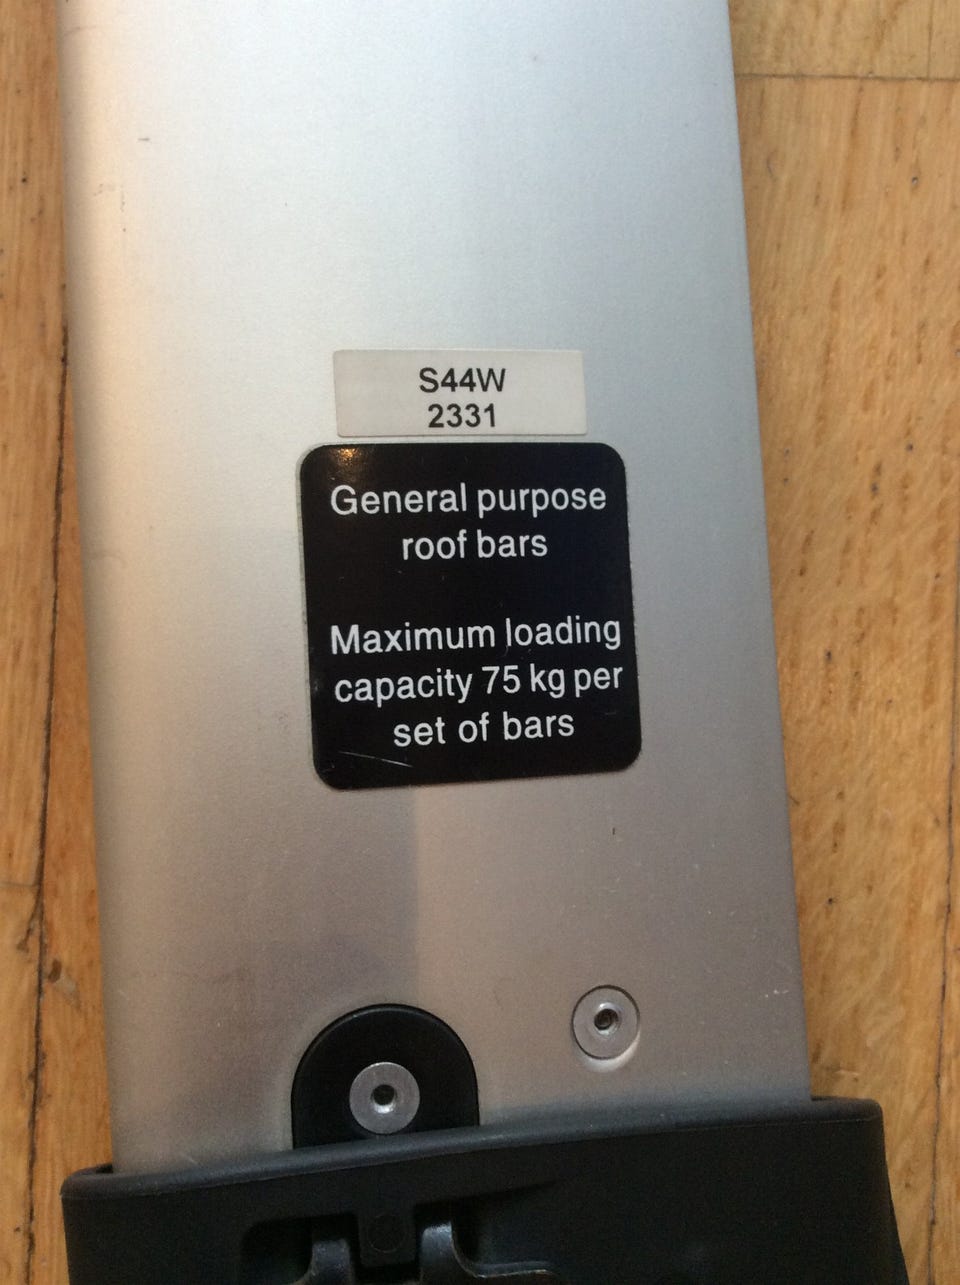 S44W
2331
General purpose
roof bars
Maximum loading
capacity 75 kg per
set of bars